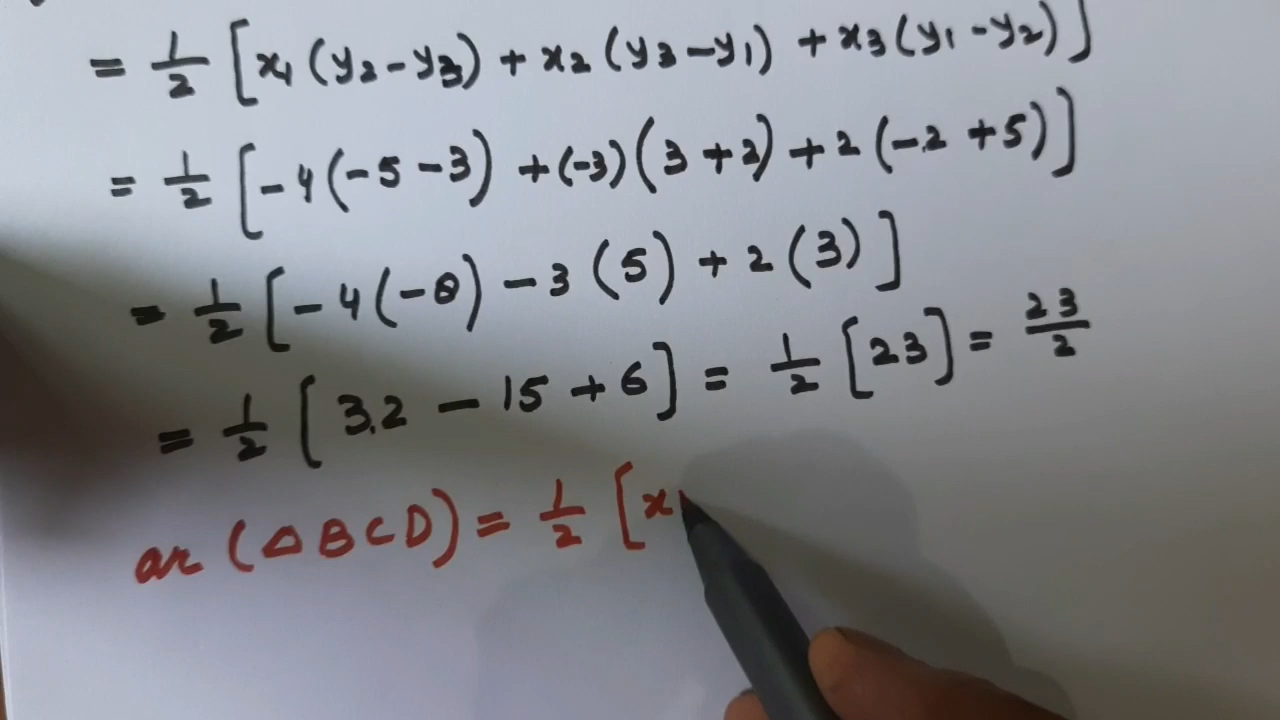 = 1/2 [x1 (y2 - y3) + x2 (y3 - y1) + x3 (y1 - y2)]
= 1/2 [-4 (-5 - 3) + (-3) (3 + 2) + 2 (-2 + 5)]
= 1/2 [-4 (-8) - 3 (5) + 2 (3)]
= 1/2 [32 - 15 + 6] = 1/2 [23] = 23/2
ar (△BCD) = 1/2 [x